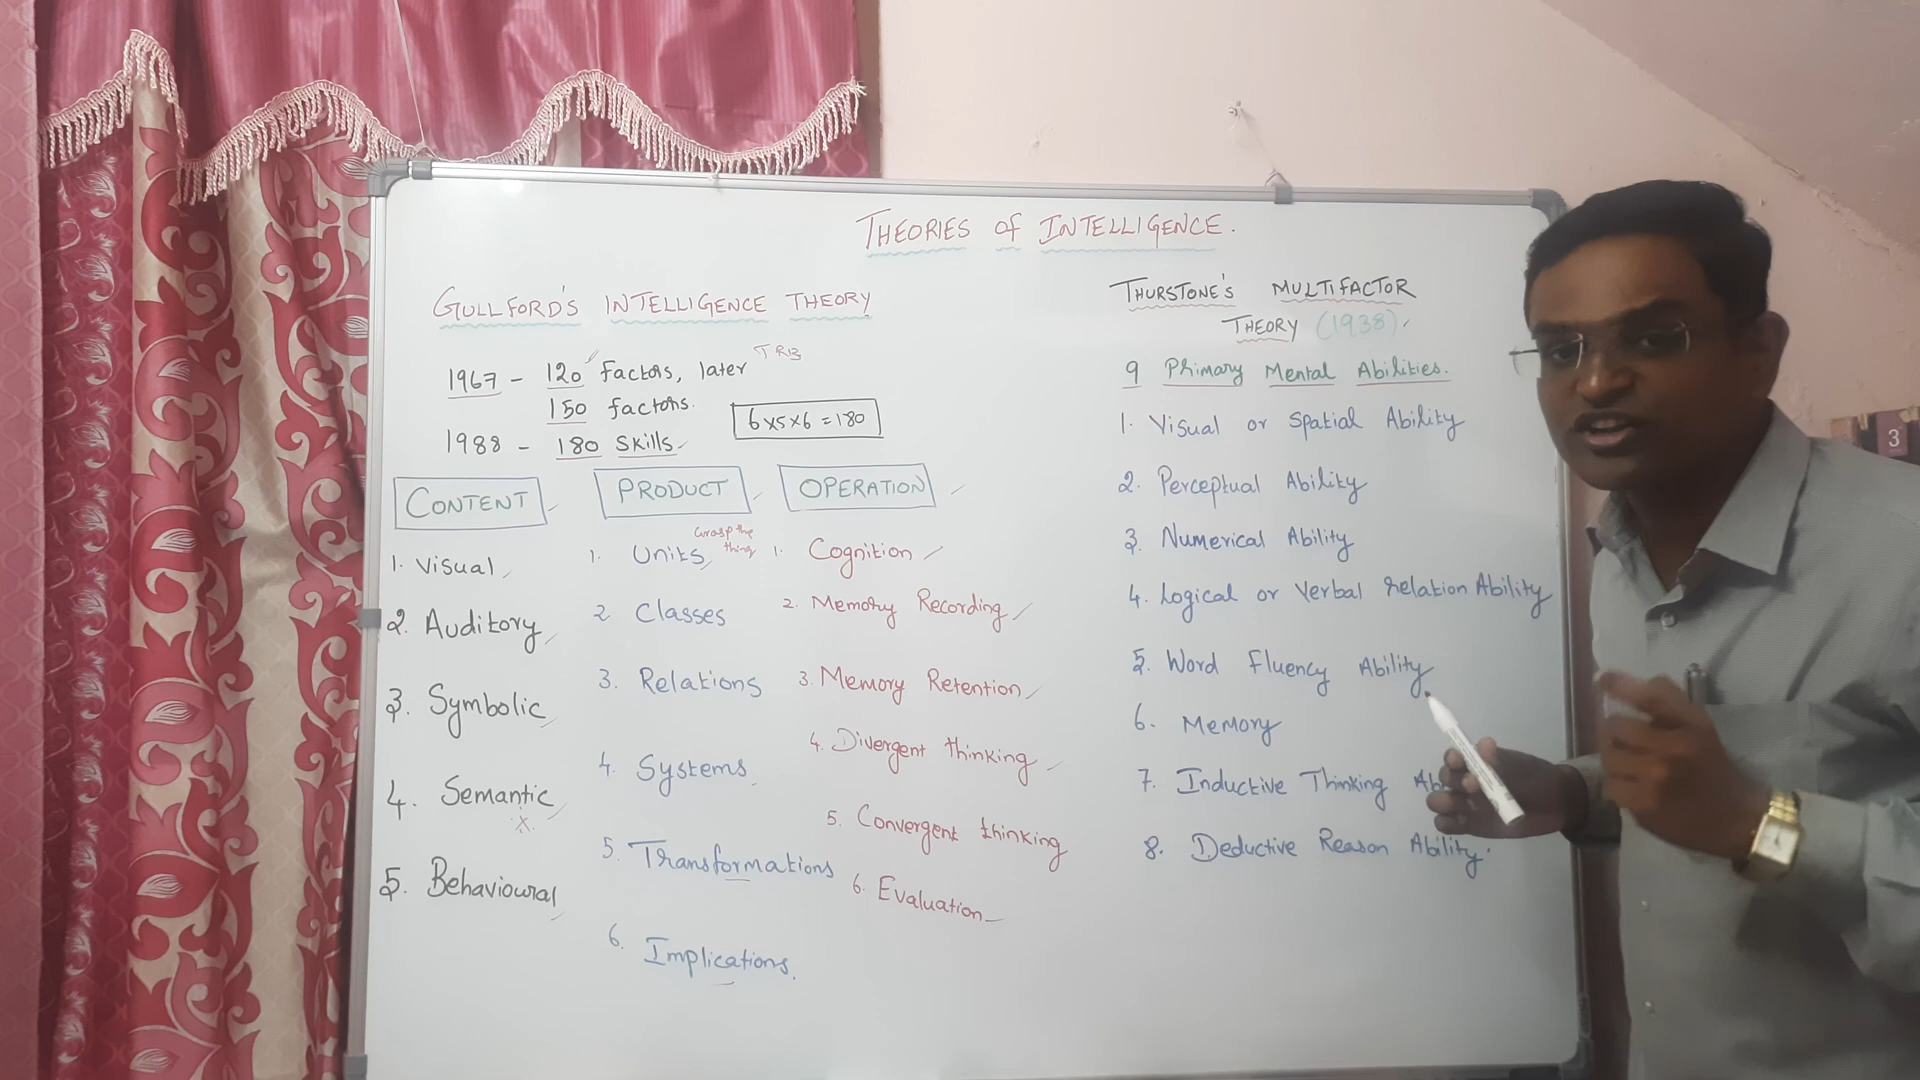 THEORIES Of INTELLIGENCE.
GULLFORD'S INTELLIGENCE THEORY
1967 - 120 factors, later TRB
150 factors.
1988 - 180 Skills
6x5x6 = 180
CONTENT
1. Visual
2. Auditory
3. Symbolic
4. Semantic
5. Behavioural
PRODUCT
1. Units Grasp the
thing
2 Classes
3. Relations
4. Systems
5. Transformations
6. Implications
OPERATION
1. Cognition
2. Memory Recording
3. Memory Retention
4. Divergent thinking
5. Convergent thinking
6. Evaluation
THURSTONE'S MULTIFACTOR
THEORY (1938)
9 Primary Mental Abilities.
1. Visual or Spatial Ability
2. Perceptual Ability
3. Numerical Ability
4. Logical or Verbal relation Ability
5. Word Fluency Ability
6. Memory
7. Inductive Thinking Ab
8. Deductive Reason Ability.
3